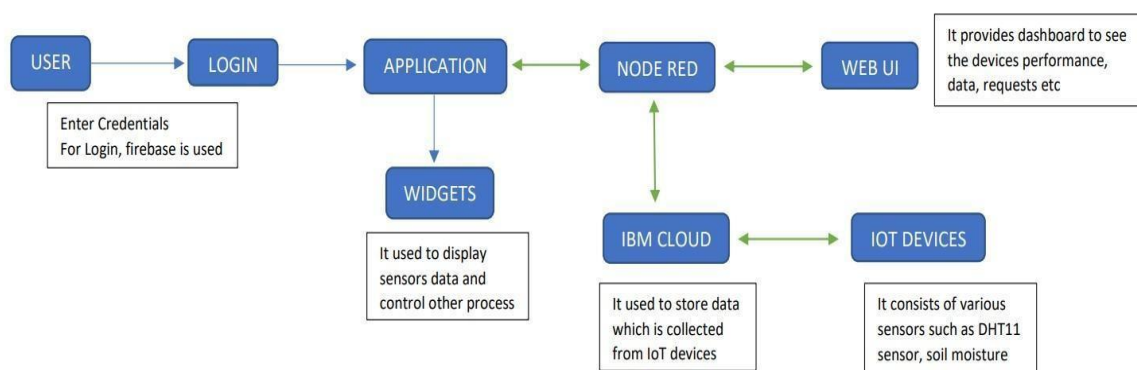 USER
LOGIN
APPLICATION
NODE RED
WEB UI
It provides dashboard to see
the devices performance,
data, requests etc
Enter Credentials
For Login, firebase is used
WIDGETS
It used to display
sensors data and
control other process
IBM CLOUD
IOT DEVICES
It used to store data
which is collected
from IoT devices
It consists of various
sensors such as DHT11
sensor, soil moisture